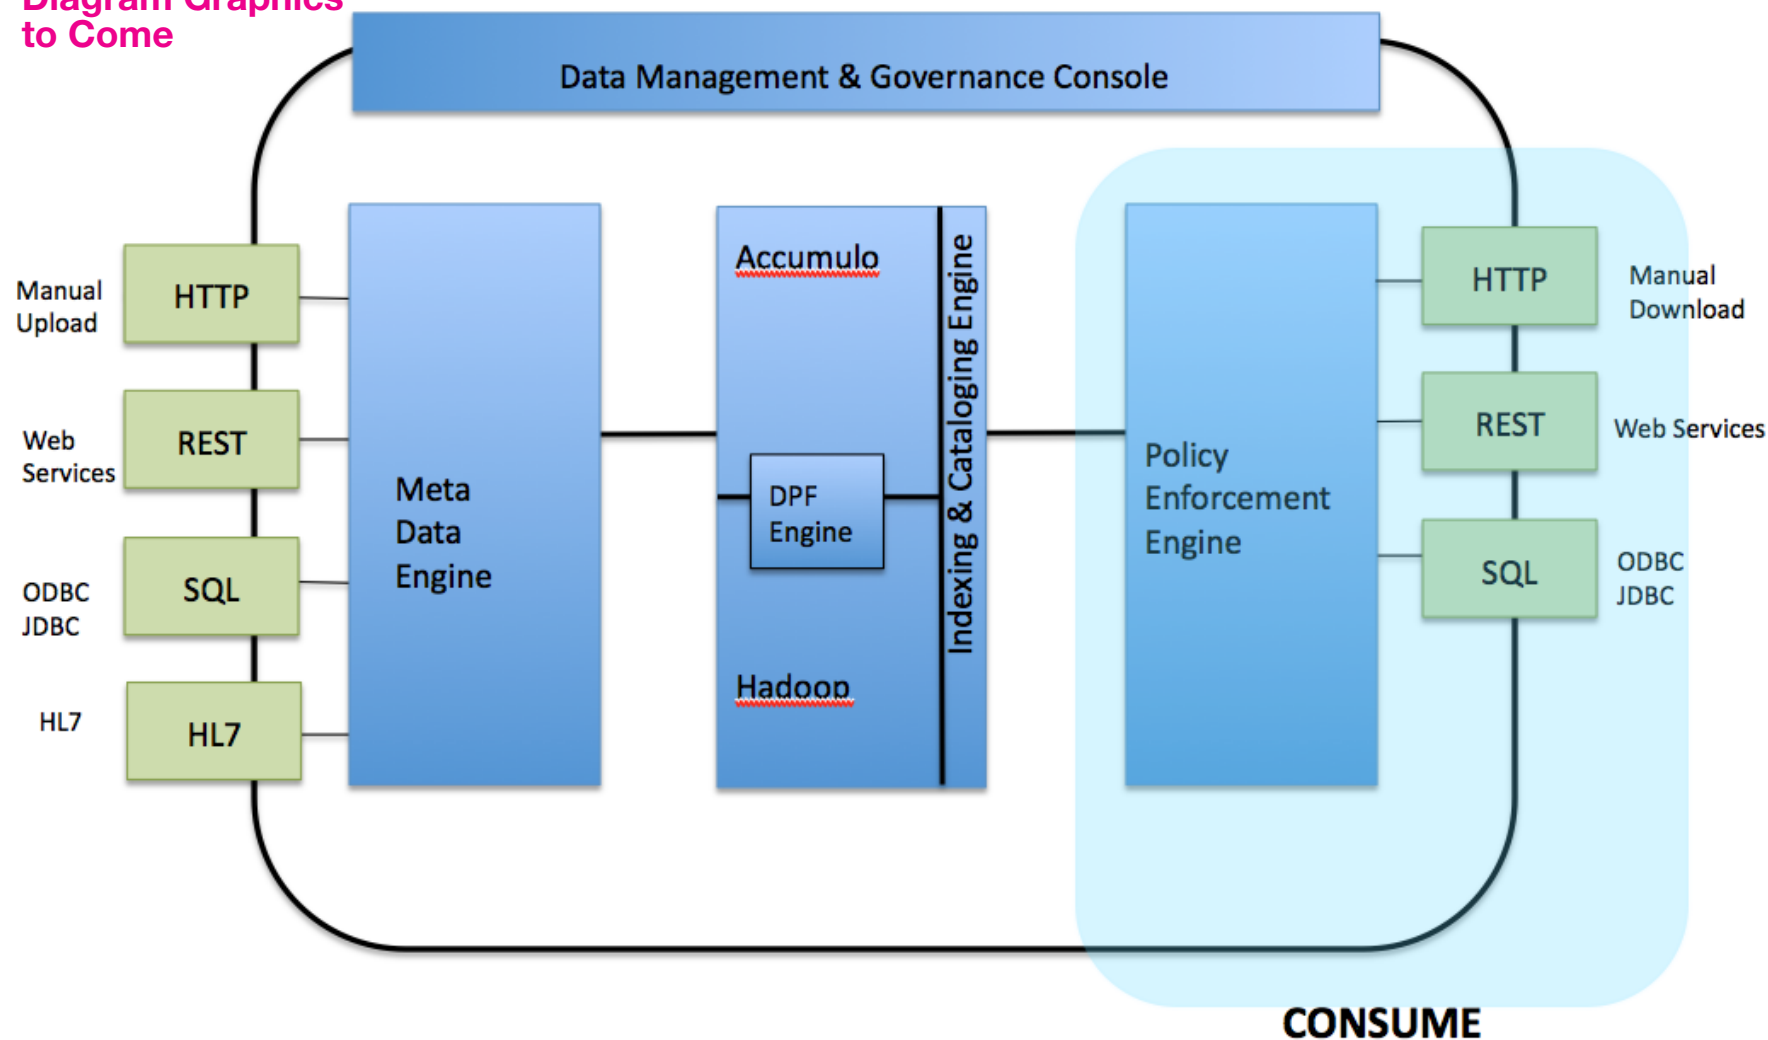 Diagram Graphics
to Come
Data Management & Governance Console
Manual
Upload
HTTP
Web
Services
REST
ODBC
JDBC
SQL
HL7
HL7
Meta
Data
Engine
Accumulo
DPF
Engine
Hadoop
Indexing & Cataloging Engine
Policy
Enforcement
Engine
HTTP
Manual
Download
REST
Web Services
SQL
ODBC
JDBC
CONSUME